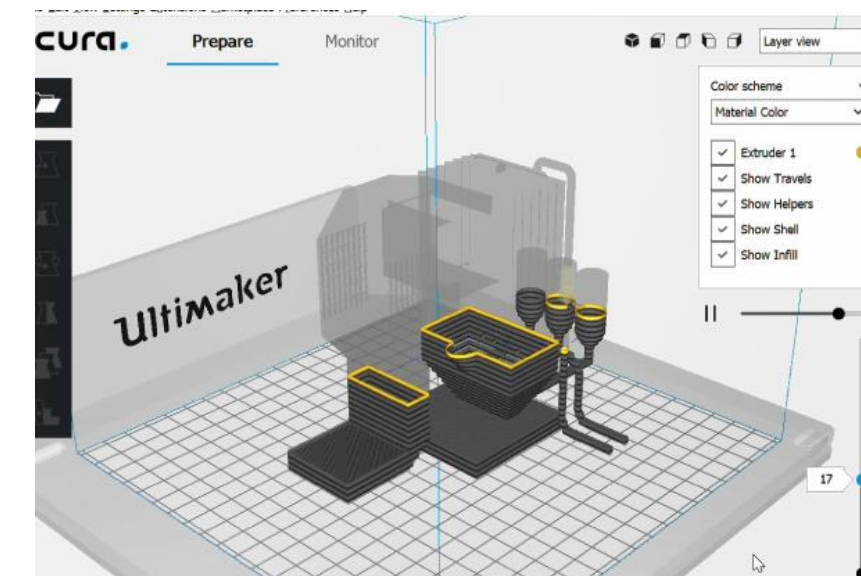 cura.
Prepare
Monitor
Layer view
Color scheme
Material Color
Extruder 1
Show Travels
Show Helpers
Show Shell
Show Infill
Ultimaker
17